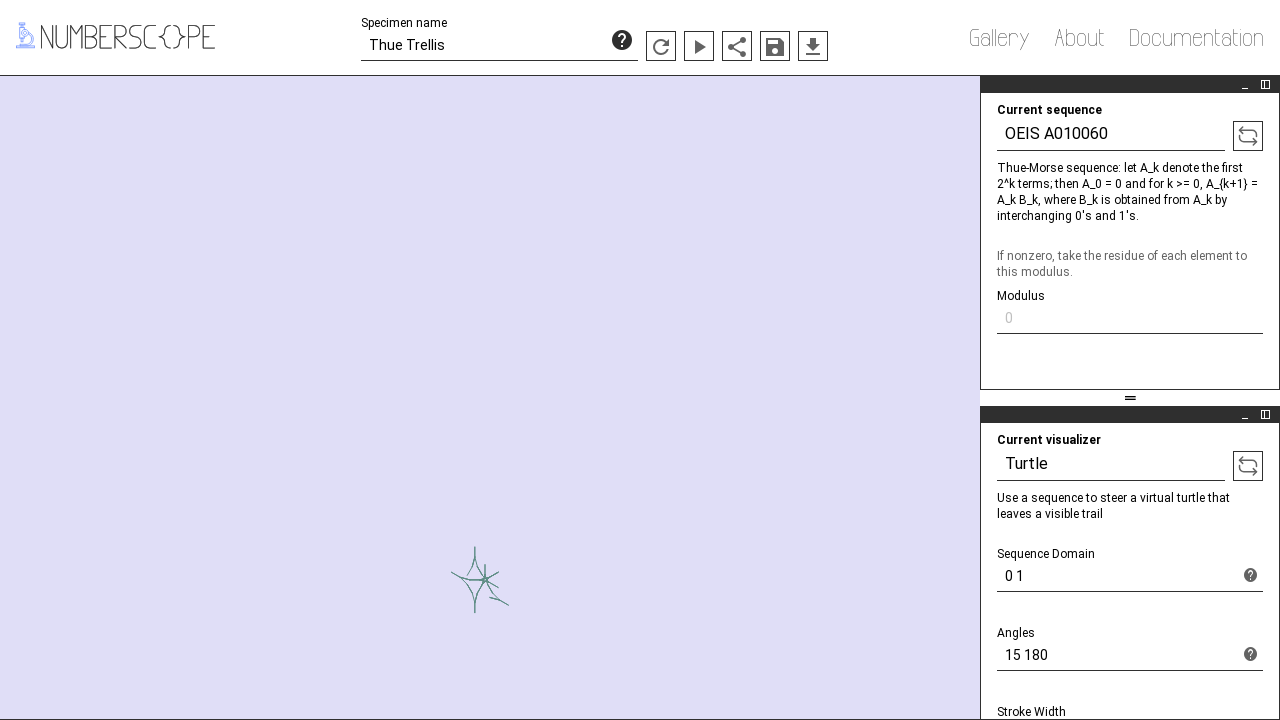 NUMBERSCOPE
Specimen name
Thue Trellis
Gallery About Documentation
Current sequence
OEIS A010060
Thue-Morse sequence: let A_k denote the first
2^k terms; then A_0 = 0 and for k >= 0, A_{k+1} =
A_k B_k, where B_k is obtained from A_k by
interchanging 0's and 1's.
If nonzero, take the residue of each element to
this modulus.
Modulus
0
Current visualizer
Turtle
Use a sequence to steer a virtual turtle that
leaves a visible trail
Sequence Domain
0 1
Angles
15 180
Stroke Width